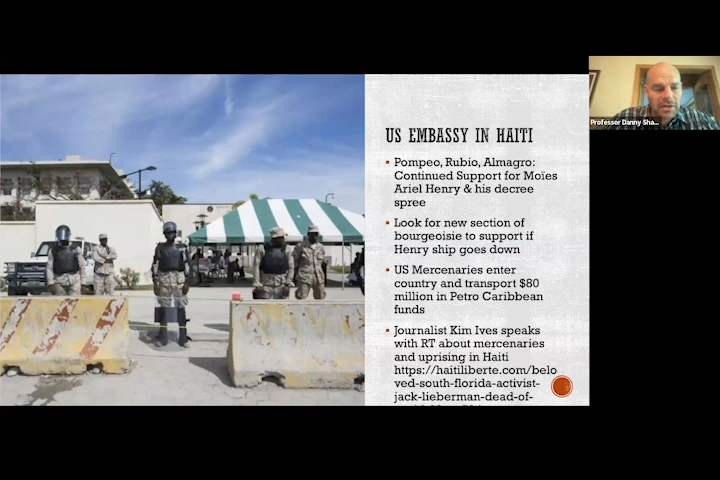 US EMBASSY IN HAITI
Pompeo, Rubio, Almagro:
Continued Support for Moïes
Ariel Henry & his decree
spree
Look for new section of
bourgeoisie to support if
Henry ship goes down
US Mercenaries enter
country and transport $80
million in Petro Caribbean
funds
Journalist Kim Ives speaks
with RT about mercenaries
and uprising in Haiti
https://haitiliberte.com/belo
ved-south-florida-activist-
jack-lieberman-dead-of-
Professor Danny Sha...